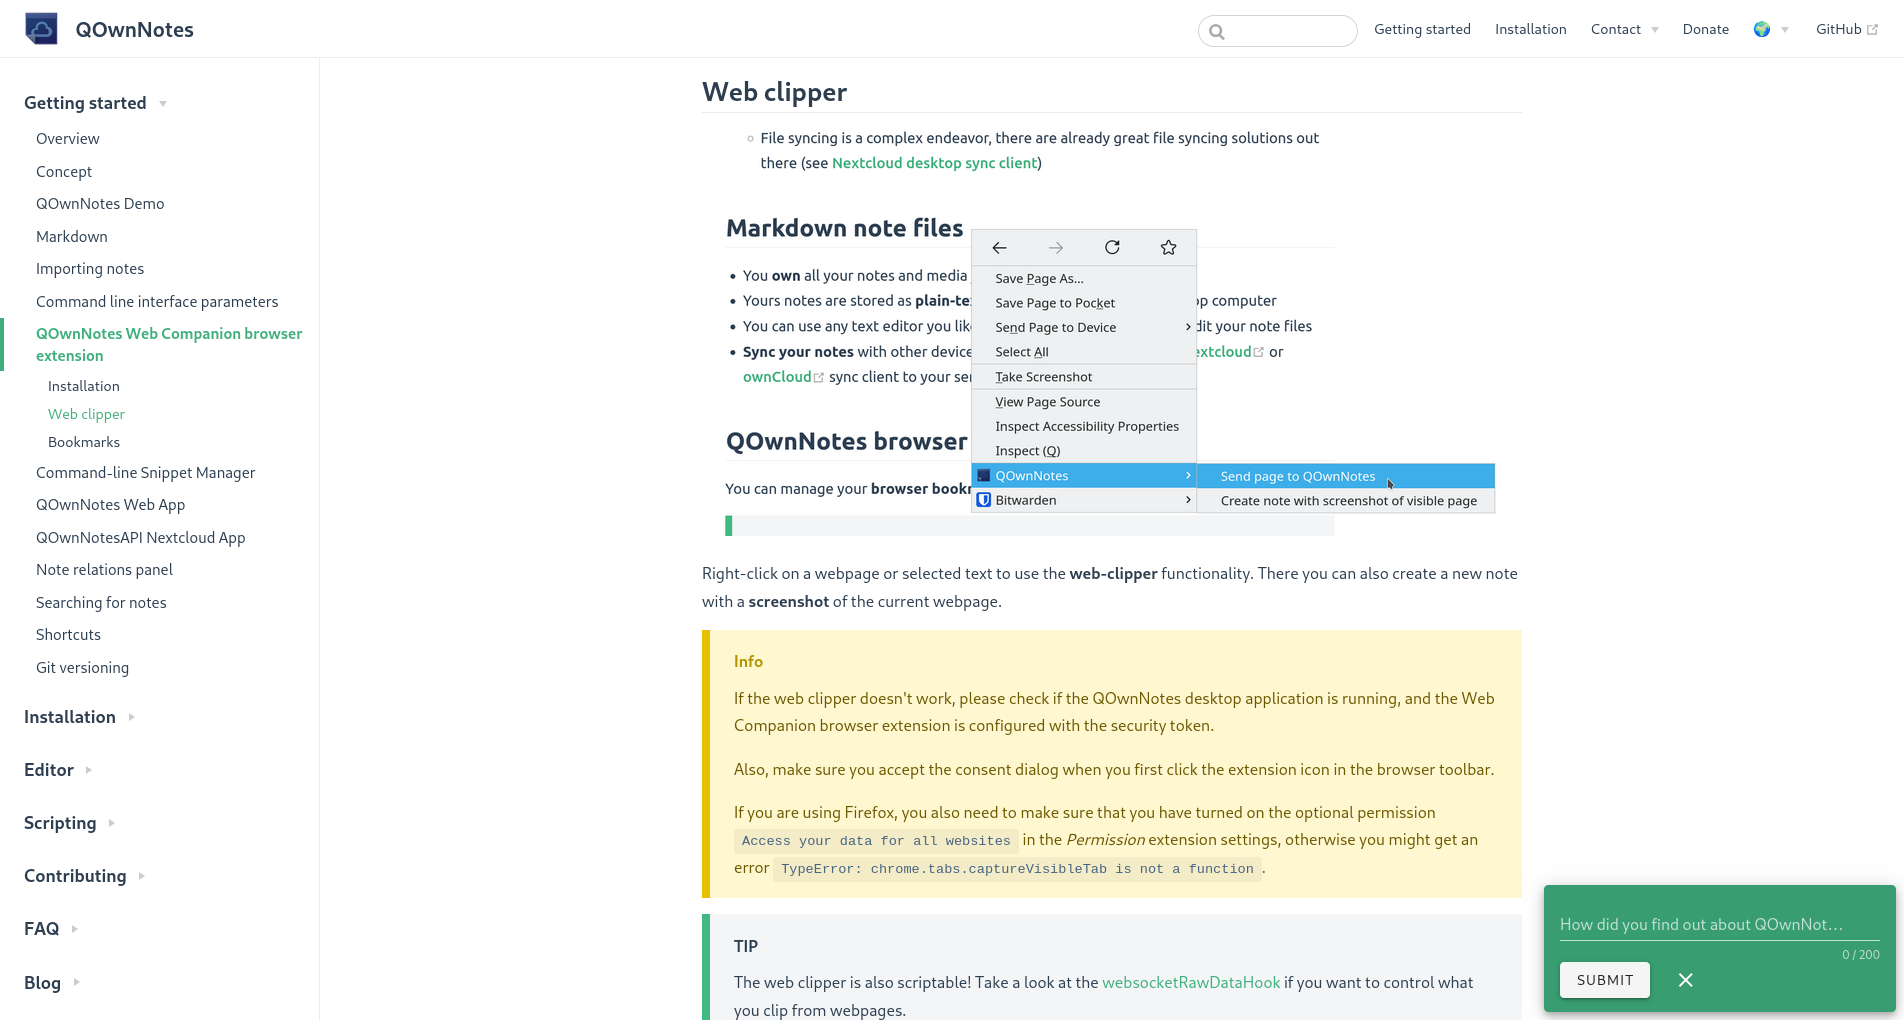 QOwnNotes
Getting started
Installation
Contact
Donate
GitHub
Getting started
Overview
Concept
QOwnNotes Demo
Markdown
Importing notes
Command line interface parameters
QOwnNotes Web Companion browser
extension
Installation
Web clipper
Bookmarks
Command-line Snippet Manager
QOwnNotes Web App
QOwnNotesAPI Nextcloud App
Note relations panel
Searching for notes
Shortcuts
Git versioning
Installation
Editor
Scripting
Contributing
FAQ
Blog
Web clipper
File syncing is a complex endeavor, there are already great file syncing solutions out
there (see Nextcloud desktop sync client)
Markdown note files
You own all your notes and media
Yours notes are stored as plain-te
op computer
You can use any text editor you lik
dit your note files
Sync your notes with other device
extcloud or
ownCloud sync client to your se
QOwnNotes browser
You can manage your browser book
Save Page As...
Save Page to Pocket
Send Page to Device
Select All
Take Screenshot
View Page Source
Inspect Accessibility Properties
Inspect (Q)
QOwnNotes
Bitwarden
Send page to QOwnNotes
Create note with screenshot of visible page
Right-click on a webpage or selected text to use the web-clipper functionality. There you can also create a new note
with a screenshot of the current webpage.
Info
If the web clipper doesn't work, please check if the QOwnNotes desktop application is running, and the Web
Companion browser extension is configured with the security token.
Also, make sure you accept the consent dialog when you first click the extension icon in the browser toolbar.
If you are using Firefox, you also need to make sure that you have turned on the optional permission
Access your data for all websites in the Permission extension settings, otherwise you might get an
error TypeError: chrome.tabs.captureVisibleTab is not a function.
TIP
The web clipper is also scriptable! Take a look at the websocketRawDataHook if you want to control what
you clip from webpages.
How did you find out about QOwnNot...
0 / 200
SUBMIT